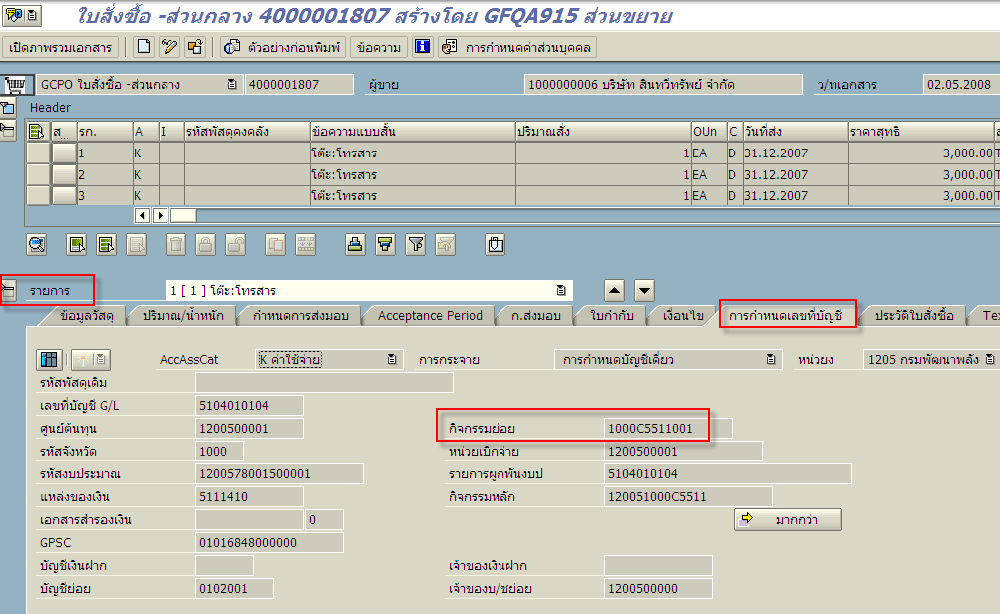 ใบสั่งซื้อ -ส่วนกลาง 4000001807 สร้างโดย GFQA915 ส่วนขยาย
เปิดภาพรวมเอกสาร ตัวอย่างก่อนพิมพ์ ข้อความ การกำหนดค่าส่วนบุคคล
GCPO ใบสั่งซื้อ -ส่วนกลาง 4000001807 ผู้ขาย 1000000006 บริษัท สินทวีทรัพย์ จำกัด ว/ทเอกสาร 02.05.2008
Header
ส... รก. A I รหัสพัสดุคงคลัง ข้อความแบบสั้น ปริมาณสั่ง OUn C วันที่ส่ง ราคาสุทธิ
1 K โต๊ะ:โทรสาร 1 EA D 31.12.2007 3,000.00
2 K โต๊ะ:โทรสาร 1 EA D 31.12.2007 3,000.00
3 K โต๊ะ:โทรสาร 1 EA D 31.12.2007 3,000.00
รายการ 1 [ 1 ] โต๊ะ:โทรสาร
ข้อมูลวัสดุ ปริมาณ/น้ำหนัก กำหนดการส่งมอบ Acceptance Period ก.ส่งมอบ ใบกำกับ เงื่อนไข การกำหนดเลขที่บัญชี ประวัติใบสั่งซื้อ Tex
AccAssCat K ค่าใช้จ่าย การกระจาย การกำหนดบัญชีเดี่ยว หน่วยง 1205 กรมพัฒนาพลัง
รหัสพัสดุเดิม
เลขที่บัญชี G/L 5104010104
ศูนย์ต้นทุน 1200500001 กิจกรรมย่อย 1000C5511001
รหัสจังหวัด 1000 หน่วยเบิกจ่าย 1200500001
รหัสงบประมาณ 1200578001500001 รายการผูกพันงบป 5104010104
แหล่งของเงิน 5111410 กิจกรรมหลัก 120051000C5511
เอกสารสำรองเงิน 0 มากกว่า
GPSC 01016848000000
บัญชีเงินฝาก เจ้าของเงินฝาก
บัญชีย่อย 0102001 เจ้าของบ/ชย่อย 1200500000